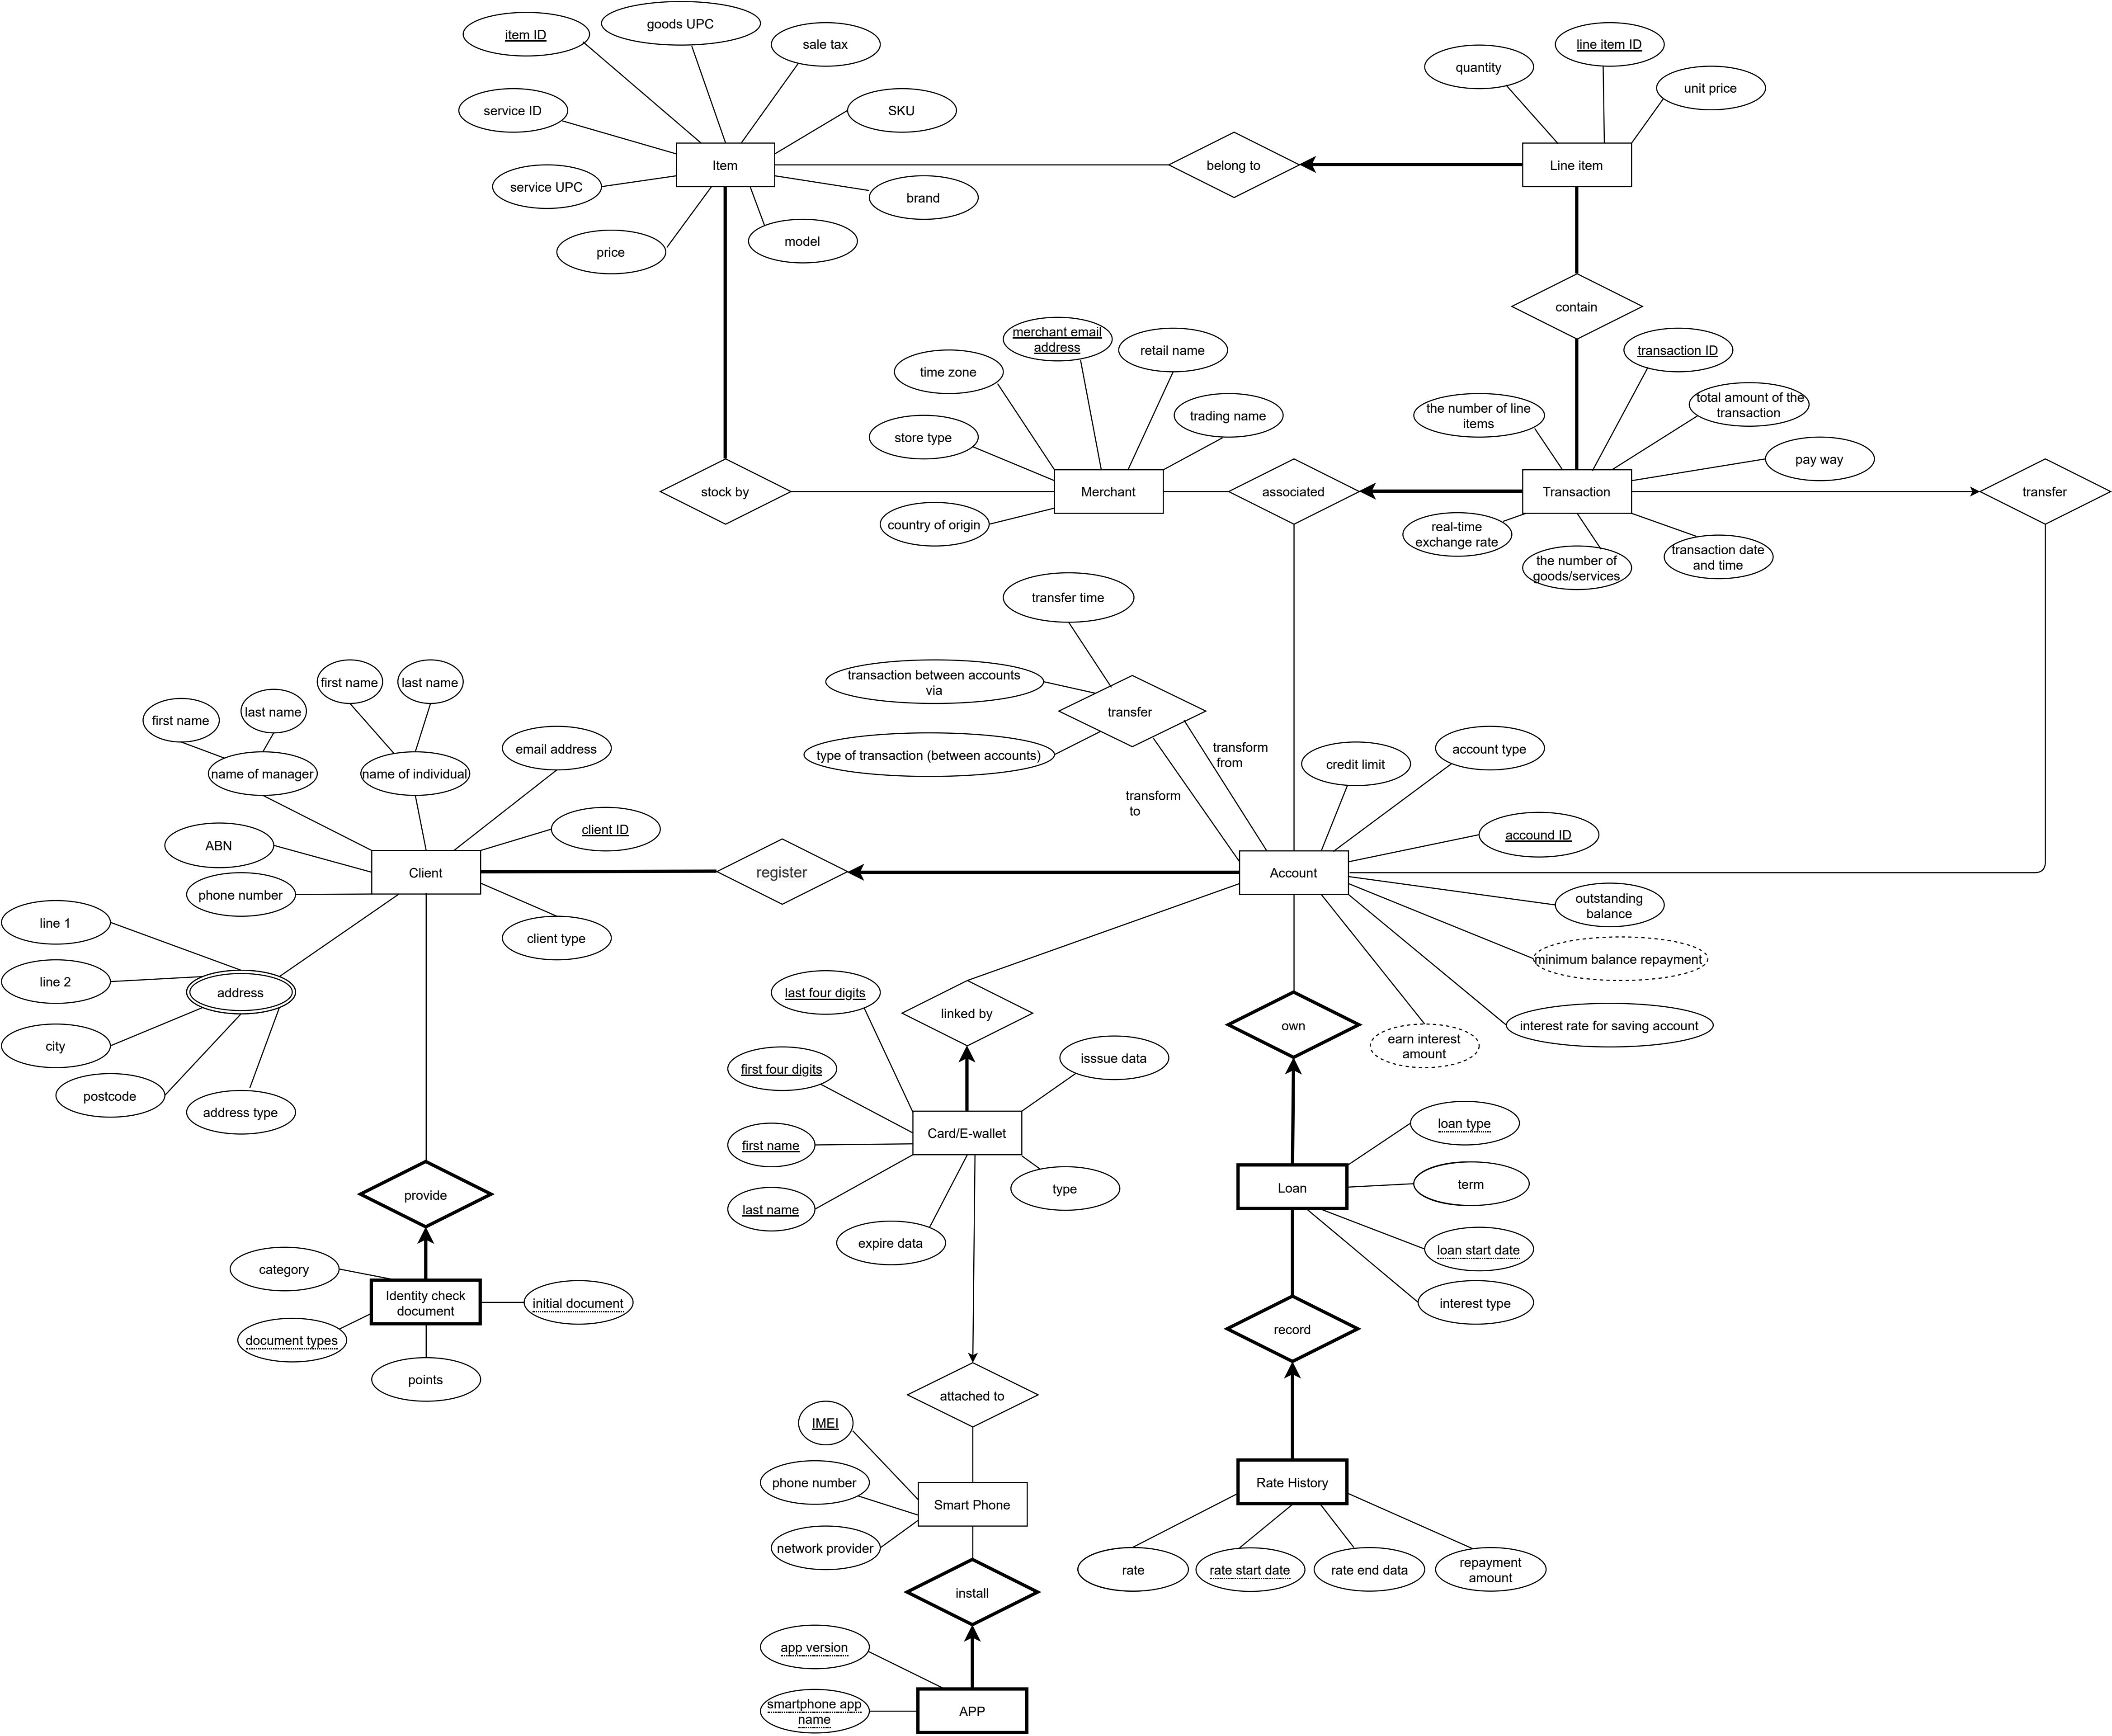 goods UPC
item ID
sale tax
line item ID
quantity
unit price
service ID
SKU
Item
belong to
Line item
service UPC
brand
model
price
contain
merchant email
address
retail name
transaction ID
time zone
total amount of the
transaction
the number of line
items
trading name
store type
pay way
stock by
Merchant
associated
Transaction
transfer
country of origin
real-time
exchange rate
the number of
goods/services
transaction date
and time
transfer time
first name
last name
transaction between accounts
via
first name
last name
transfer
transform
from
email address
account type
name of manager
name of individual
type of transaction (between accounts)
credit limit
transform
to
client ID
accound ID
ABN
Client
register
Account
phone number
outstanding
balance
line 1
client type
minimum balance repayment
line 2
address
last four digits
linked by
own
interest rate for saving account
city
earn interest
amount
isssue data
first four digits
postcode
address type
loan type
Card/E-wallet
first name
term
Loan
type
provide
last name
expire data
loan start date
category
Identity check
document
initial document
interest type
record
document types
points
attached to
IMEI
phone number
Rate History
Smart Phone
network provider
rate
rate start date
rate end data
repayment
amount
install
app version
smartphone app
name
APP